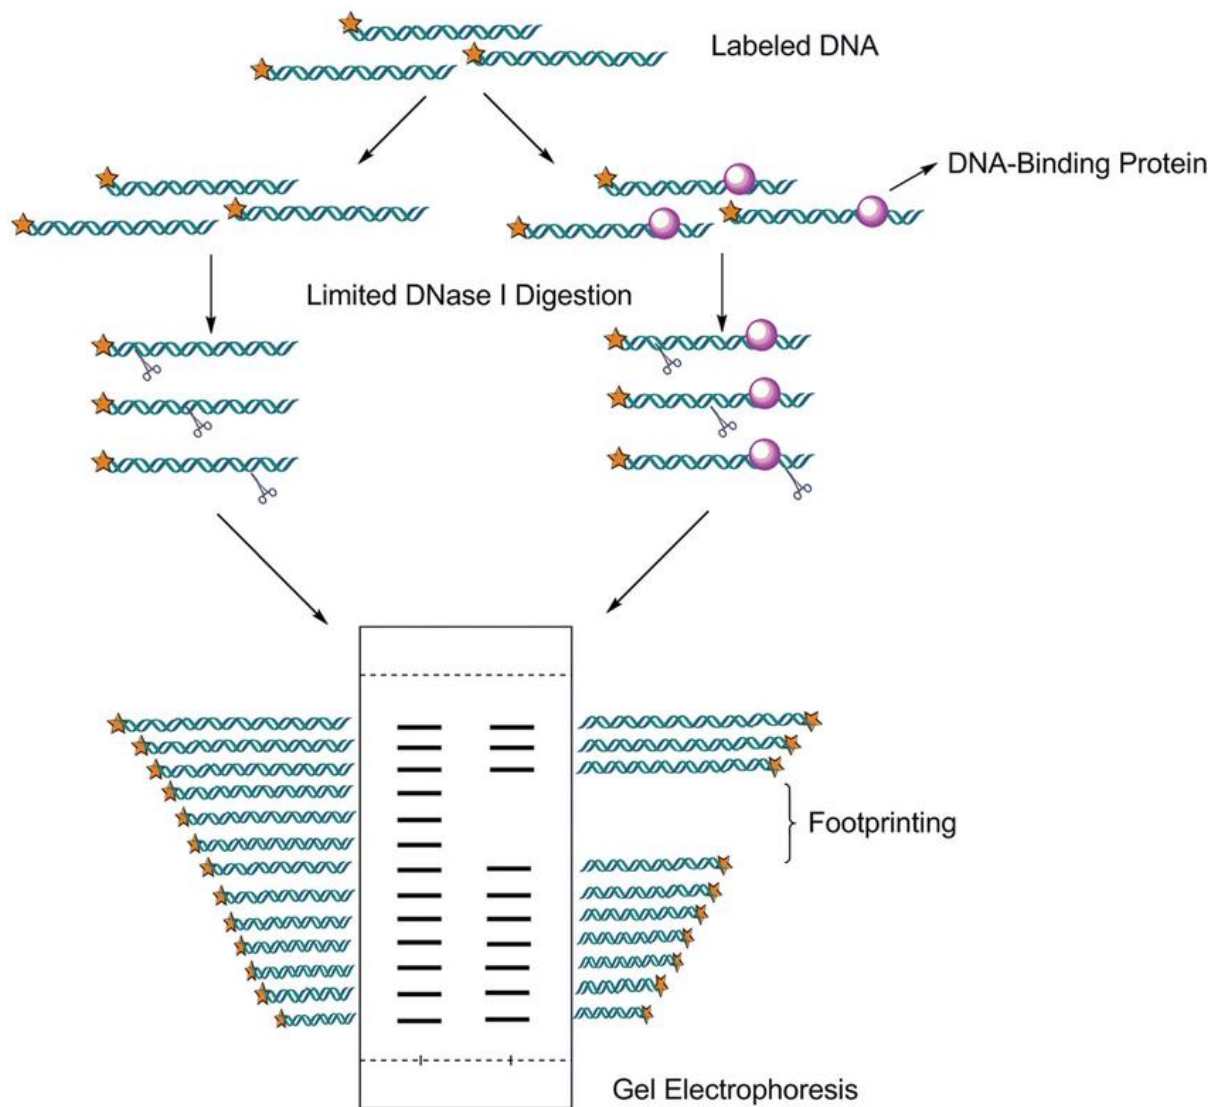 Labeled DNA
DNA-Binding Protein
Limited DNase I Digestion
Footprinting
Gel Electrophoresis